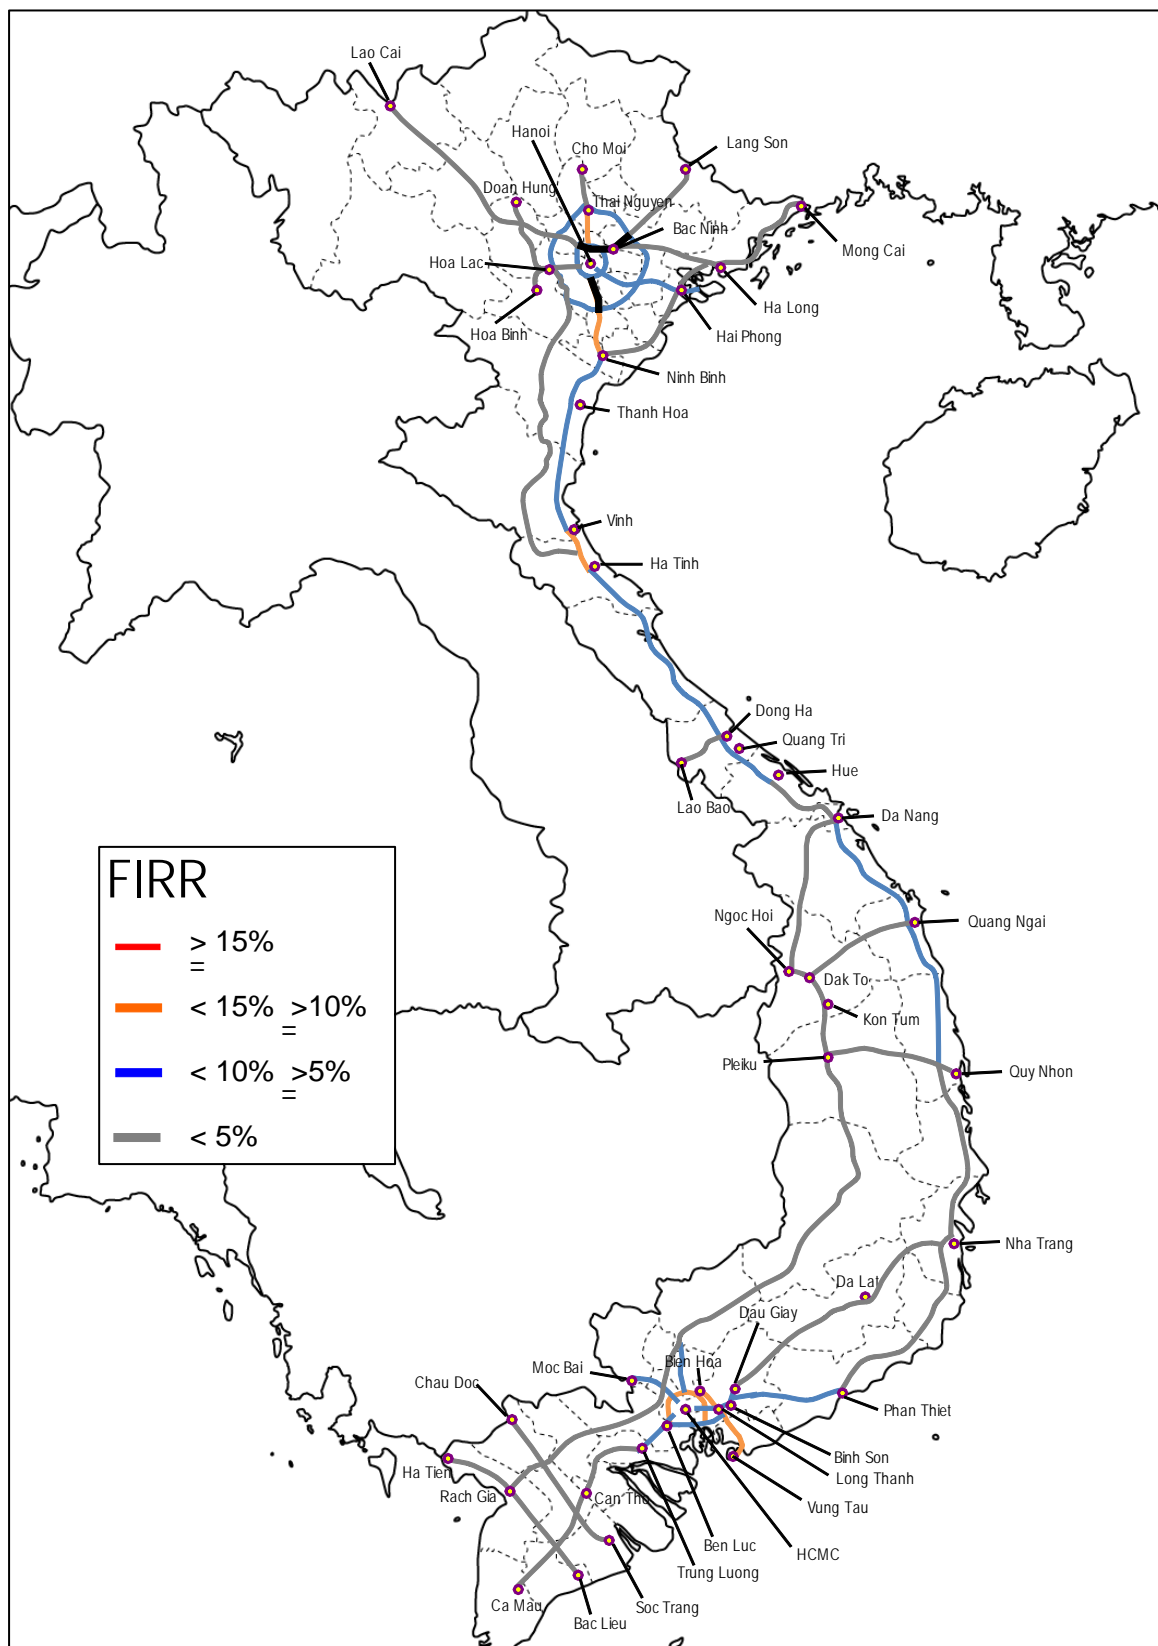 Lao Cai
Hanoi
Cho Moi
Lang Son
Doan Hung
Thai Nguyen
Bac Ninh
Mong Cai
Hoa Lac
Ha Long
Hoa Binh
Hai Phong
Ninh Binh
Thanh Hoa
Vinh
Ha Tinh
Dong Ha
Quang Tri
Hue
Lao Bao
Da Nang
FIRR
> 15%
=
< 15% >10%
=
< 10% >5%
=
< 5%
Ngoc Hoi
Quang Ngai
Dak To
Kon Tum
Pleiku
Quy Nhon
Nha Trang
Da Lat
Dau Giay
Moc Bai
Bien Hoa
Chau Doc
Phan Thiet
Binh Son
Ha Tien
Long Thanh
Rach Gia
Can Tho
Vung Tau
Ben Luc
HCMC
Trung Luong
Ca Mau
Soc Trang
Bac Lieu